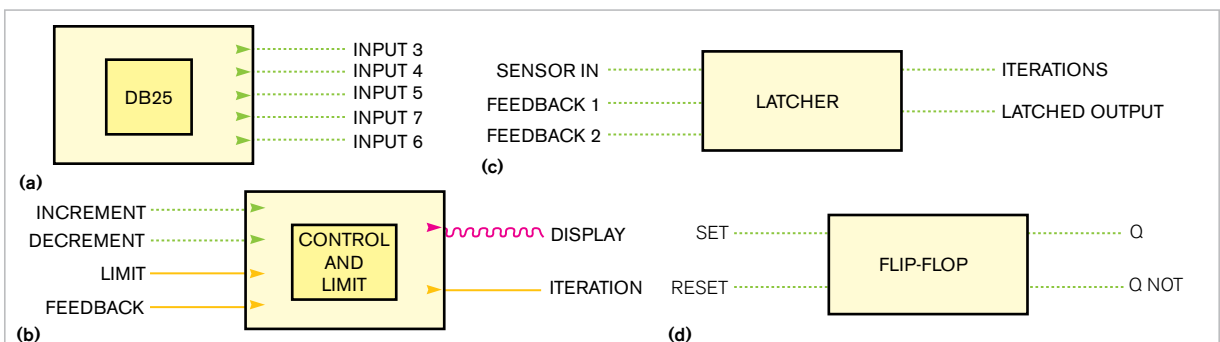 DB25
INPUT 3
INPUT 4
INPUT 5
INPUT 7
INPUT 6
(a)
INCREMENT
DECREMENT
LIMIT
FEEDBACK
CONTROL
AND
LIMIT
DISPLAY
ITERATION
(b)
SENSOR IN
FEEDBACK 1
FEEDBACK 2
LATCHER
ITERATIONS
LATCHED OUTPUT
(c)
SET
RESET
FLIP-FLOP
Q
Q NOT
(d)